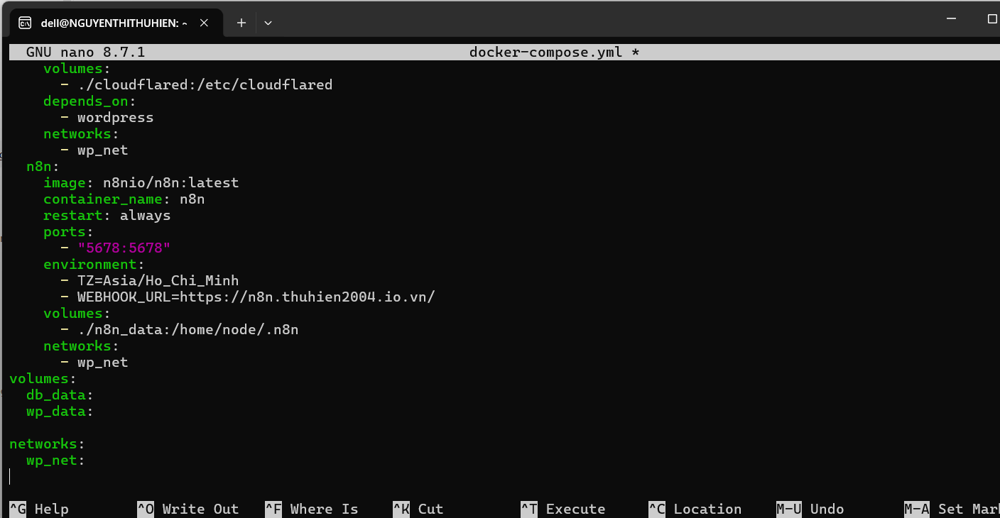 dell@NGUYENTHITHUHIEN: ~
GNU nano 8.7.1 docker-compose.yml *
    volumes:
      - ./cloudflared:/etc/cloudflared
    depends_on:
      - wordpress
    networks:
      - wp_net
  n8n:
    image: n8nio/n8n:latest
    container_name: n8n
    restart: always
    ports:
      - "5678:5678"
    environment:
      - TZ=Asia/Ho_Chi_Minh
      - WEBHOOK_URL=https://n8n.thuhien2004.io.vn/
    volumes:
      - ./n8n_data:/home/node/.n8n
    networks:
      - wp_net
volumes:
  db_data:
  wp_data:

networks:
  wp_net:
^G Help ^O Write Out ^F Where Is ^K Cut ^T Execute ^C Location M-U Undo M-A Set